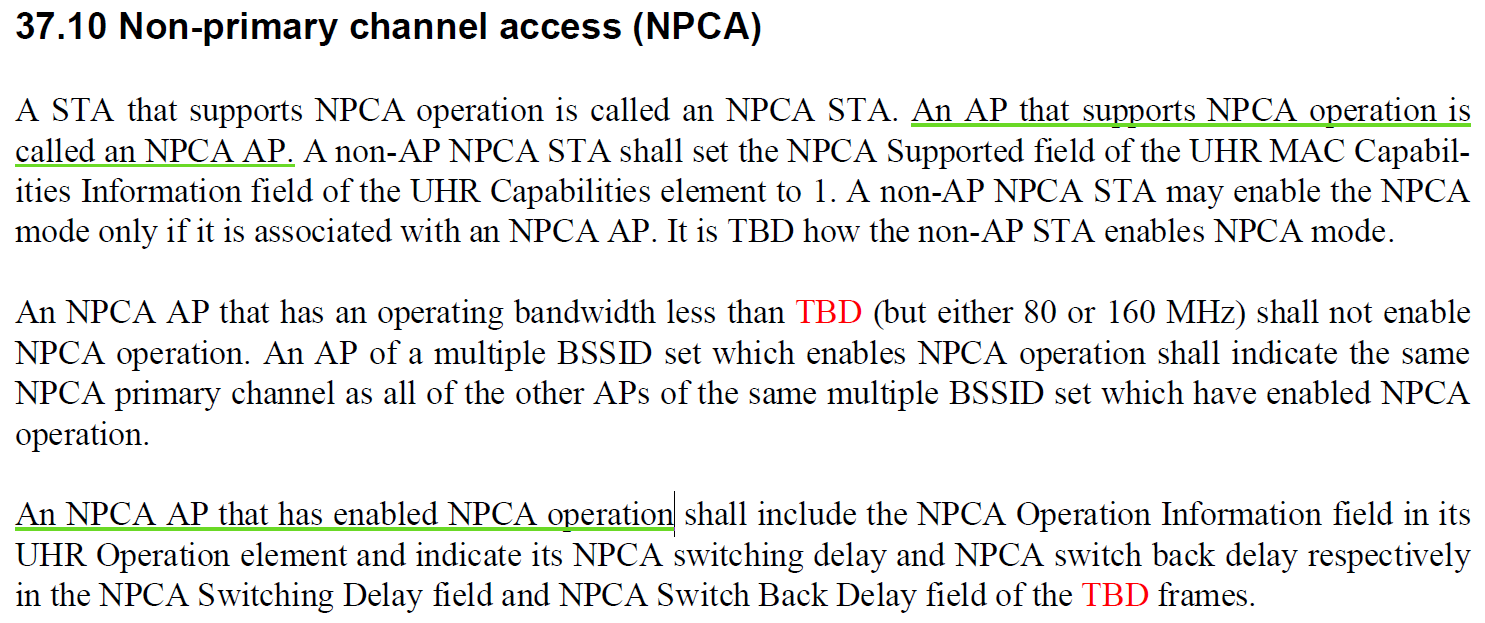 37.10 Non-primary channel access (NPCA)
A STA that supports NPCA operation is called an NPCA STA. An AP that supports NPCA operation is
called an NPCA AP. A non-AP NPCA STA shall set the NPCA Supported field of the UHR MAC Capabil-
ities Information field of the UHR Capabilities element to 1. A non-AP NPCA STA may enable the NPCA
mode only if it is associated with an NPCA AP. It is TBD how the non-AP STA enables NPCA mode.
An NPCA AP that has an operating bandwidth less than TBD (but either 80 or 160 MHz) shall not enable
NPCA operation. An AP of a multiple BSSID set which enables NPCA operation shall indicate the same
NPCA primary channel as all of the other APs of the same multiple BSSID set which have enabled NPCA
operation.
An NPCA AP that has enabled NPCA operation shall include the NPCA Operation Information field in its
UHR Operation element and indicate its NPCA switching delay and NPCA switch back delay respectively
in the NPCA Switching Delay field and NPCA Switch Back Delay field of the TBD frames.